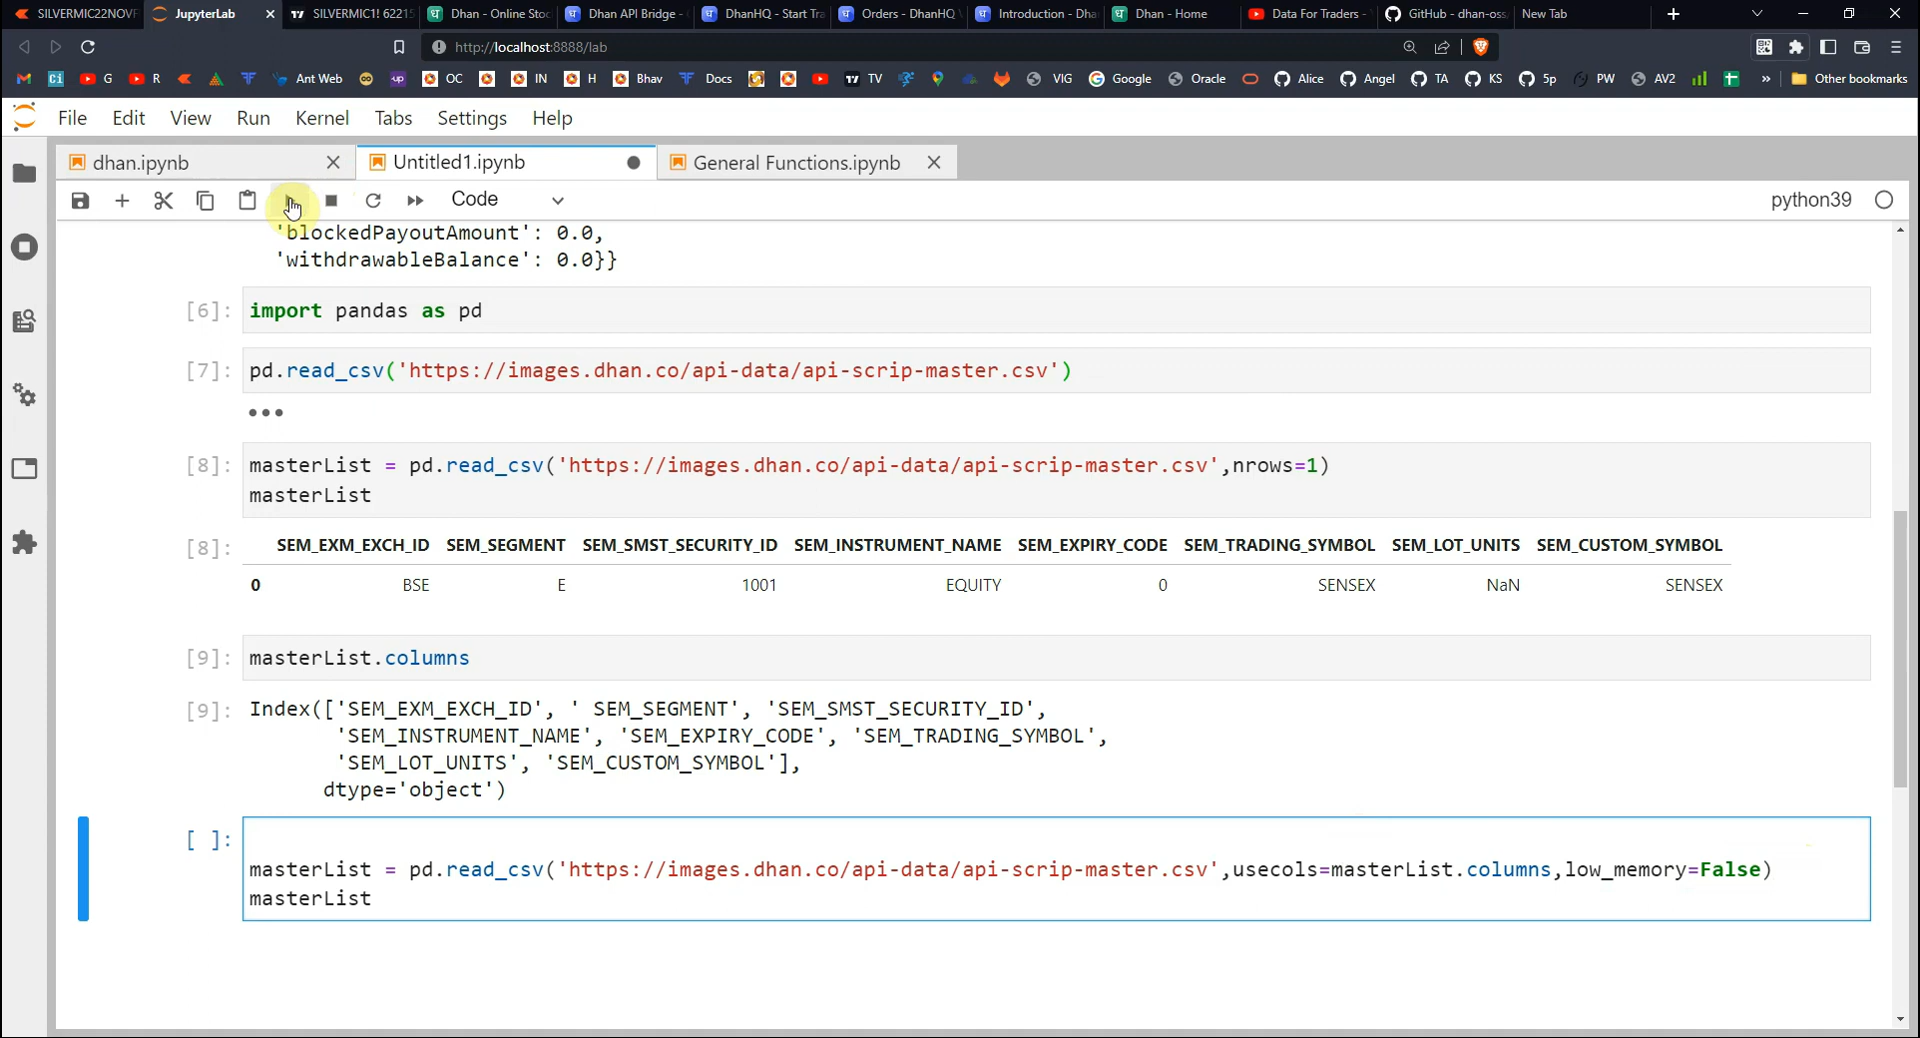 SILVERMIC22NOVF
JupyterLab
SILVERMIC1! 6221
Dhan - Online Stoc
Dhan API Bridge -
DhanHQ - Start Tra
Orders - DhanHQ
Introduction - Dha
Dhan - Home
Data For Traders -
GitHub - dhan-oss
New Tab
http://localhost:8888/lab
G
R
Ant Web
OC
IN
H
Bhav
Docs
TV
VIG
Google
Oracle
Alice
Angel
TA
KS
5p
PW
AV2
Other bookmarks
File Edit View Run Kernel Tabs Settings Help
dhan.ipynb
Untitled1.ipynb
General Functions.ipynb
Code
python39
'blockedPayoutAmount': 0.0,
'withdrawableBalance': 0.0}}
[6]: import pandas as pd
[7]: pd.read_csv('https://images.dhan.co/api-data/api-scrip-master.csv')
[8]: masterList = pd.read_csv('https://images.dhan.co/api-data/api-scrip-master.csv',nrows=1)
masterList
[8]: SEM_EXM_EXCH_ID SEM_SEGMENT SEM_SMST_SECURITY_ID SEM_INSTRUMENT_NAME SEM_EXPIRY_CODE SEM_TRADING_SYMBOL SEM_LOT_UNITS SEM_CUSTOM_SYMBOL
0 BSE E 1001 EQUITY 0 SENSEX NaN SENSEX
[9]: masterList.columns
[9]: Index(['SEM_EXM_EXCH_ID', ' SEM_SEGMENT', 'SEM_SMST_SECURITY_ID',
'SEM_INSTRUMENT_NAME', 'SEM_EXPIRY_CODE', 'SEM_TRADING_SYMBOL',
'SEM_LOT_UNITS', 'SEM_CUSTOM_SYMBOL'],
dtype='object')
[ ]:
masterList = pd.read_csv('https://images.dhan.co/api-data/api-scrip-master.csv',usecols=masterList.columns,low_memory=False)
masterList